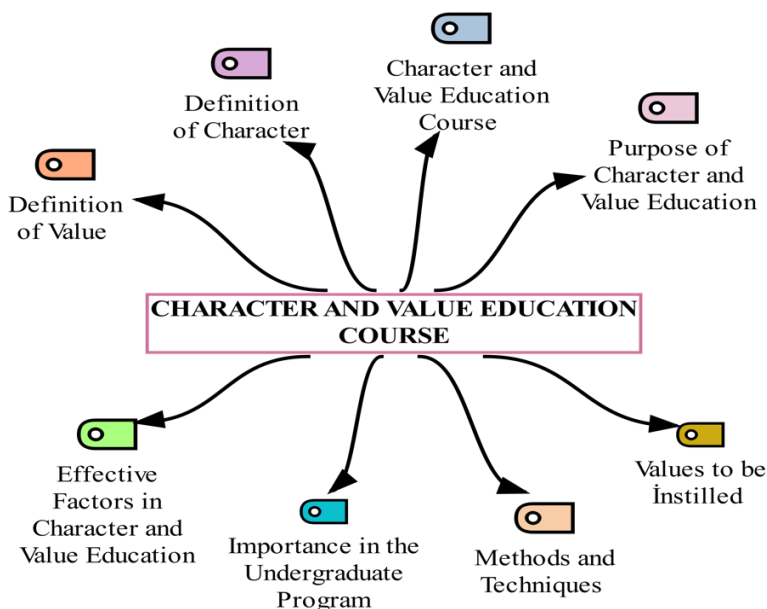 Character and
Value Education
Course
Definition
of Character
Purpose of
Character and
Value Education
Definition
of Value
CHARACTER AND VALUE EDUCATION
COURSE
Effective
Factors in
Character and
Value Education
Importance in the
Undergraduate
Program
Methods and
Techniques
Values to be
İnstilled